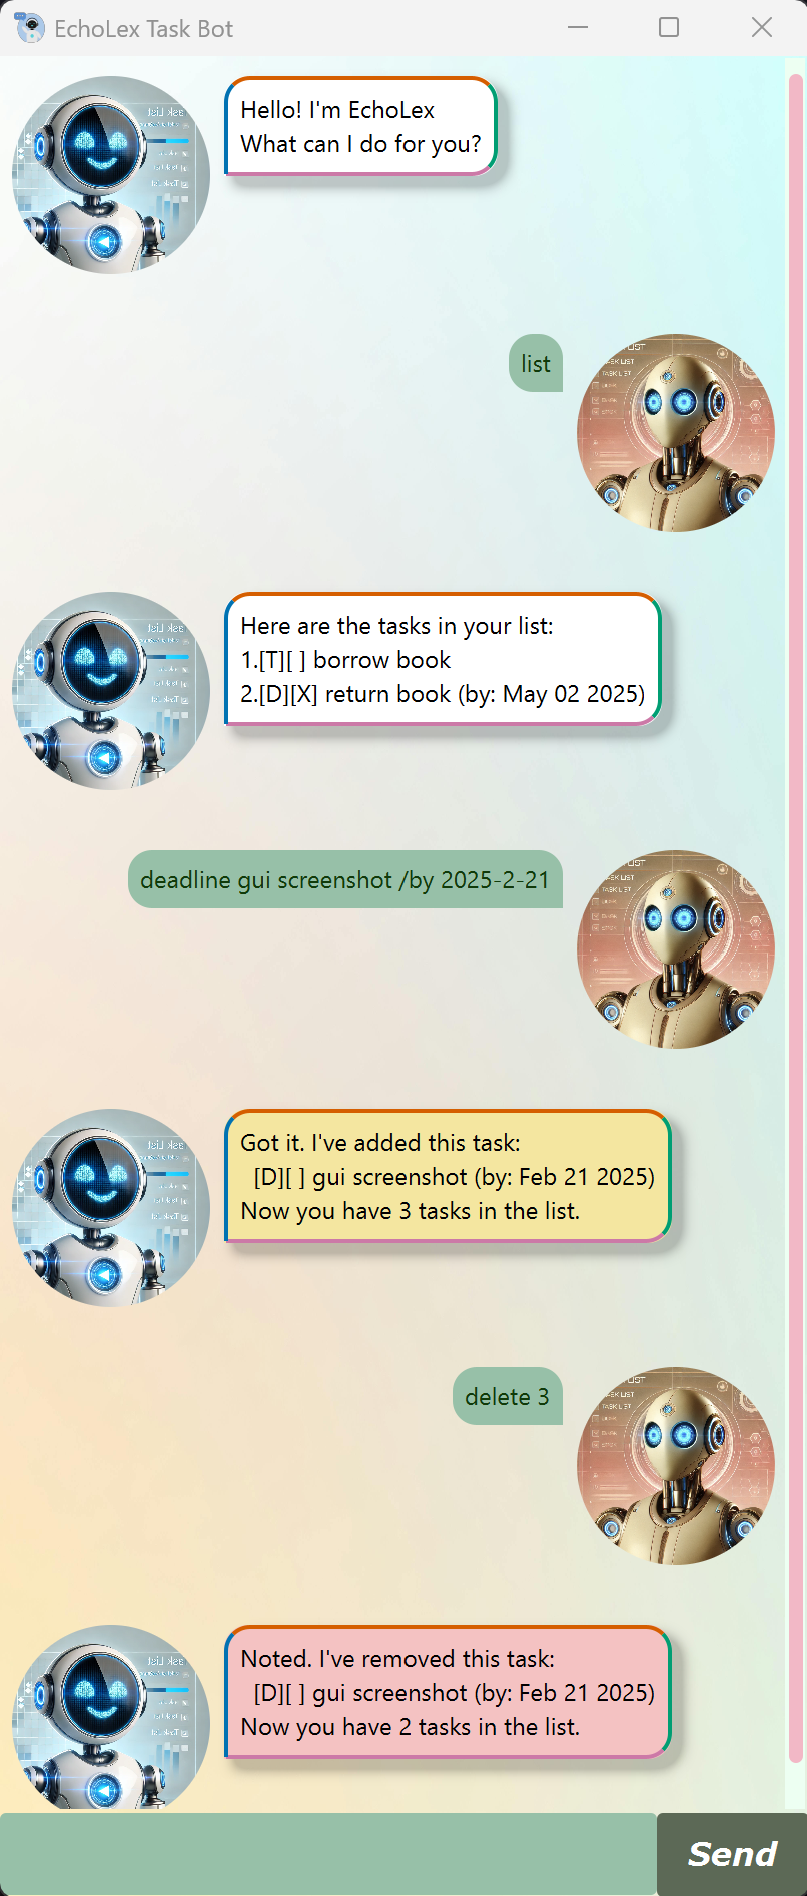 EchoLex Task Bot
Hello! I'm EchoLex
What can I do for you?
list
Here are the tasks in your list:
1.[T][ ] borrow book
2.[D][X] return book (by: May 02 2025)
deadline gui screenshot /by 2025-2-21
Got it. I've added this task:
[D][ ] gui screenshot (by: Feb 21 2025)
Now you have 3 tasks in the list.
delete 3
Noted. I've removed this task:
[D][ ] gui screenshot (by: Feb 21 2025)
Now you have 2 tasks in the list.
Send